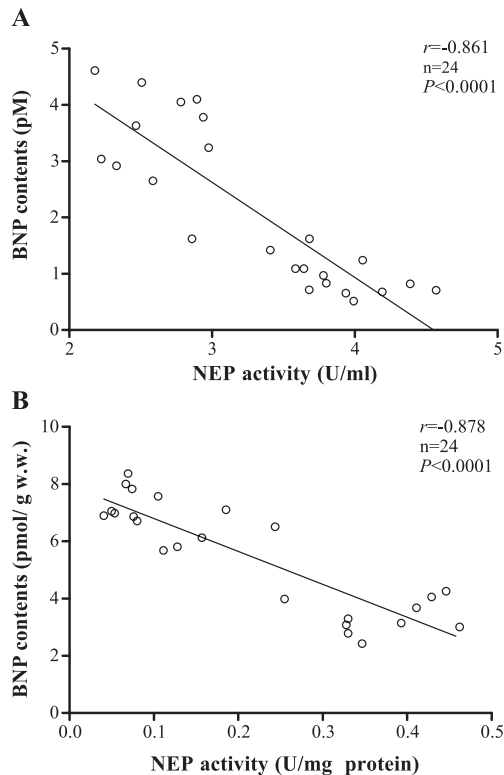 A
r=-0.861
n=24
P<0.0001
BNP contents (pM)
5
4
3
2
1
0
2 3 4 5
NEP activity (U/ml)
B
r=-0.878
n=24
P<0.0001
BNP contents (pmol/ g w.w.)
10
8
6
4
2
0
0.0 0.1 0.2 0.3 0.4 0.5
NEP activity (U/mg protein)